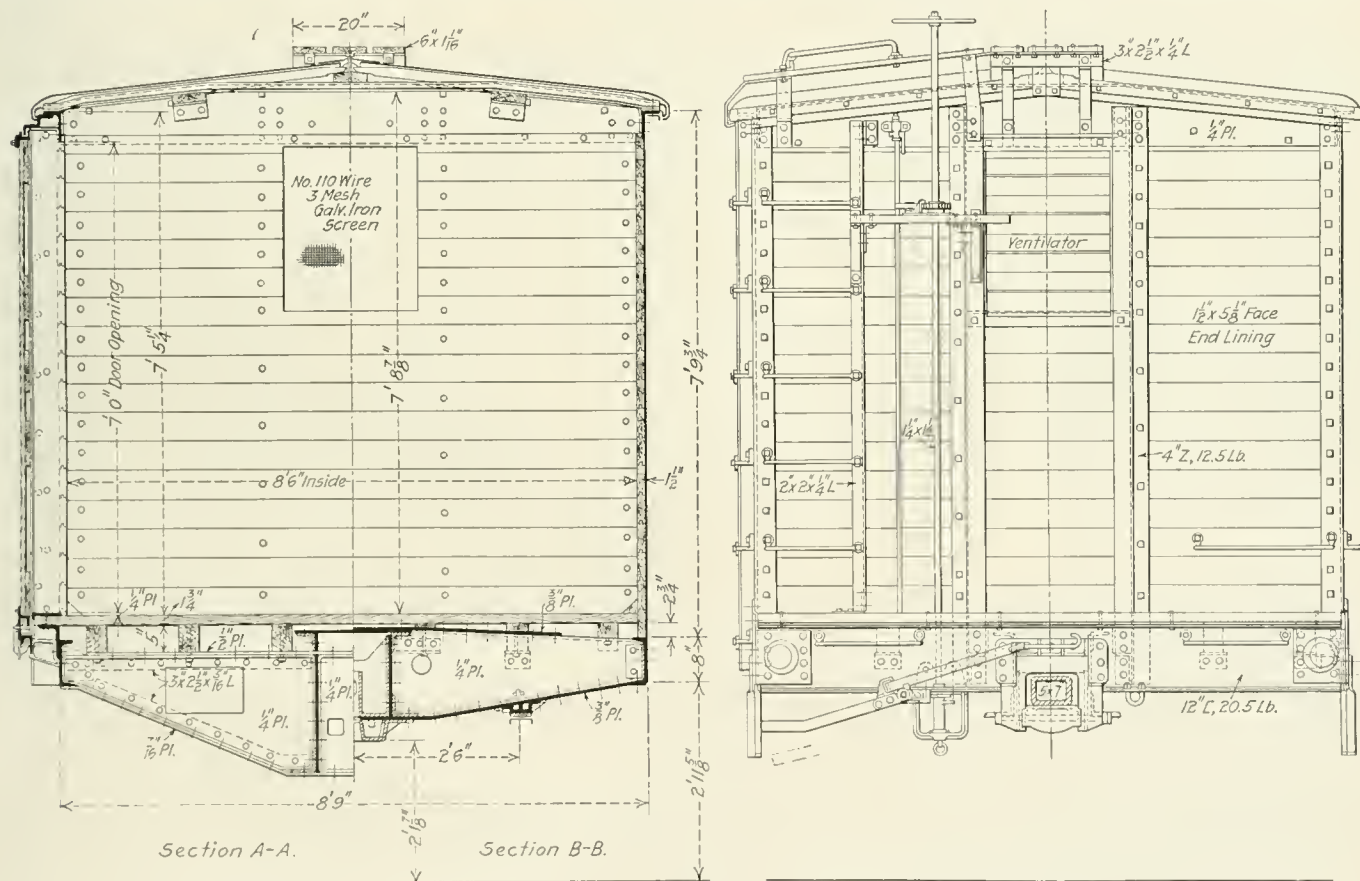 20"
6"x 1 1/16"
No. 110 Wire
3 Mesh
Galv. Iron
Screen
7' 0" Door Opening
7' 5 1/4"
7' 8 7/8"
7' 9 3/4"
8' 6" Inside
1 1/2"
1/4" Pl.
1 3/4"
3/8" Pl.
2 3/4"
5"
1/2" Pl.
3"x 2 1/2"x 3/16" L
1/4" Pl.
1/4" Pl.
1/4" Pl.
8"
3/8" Pl.
7/16" Pl.
2' 6"
8' 9"
2' 1 7/8"
2' 11 5/8"
Section A-A.
Section B-B.
3"x 2 1/2"x 1/4" L
1/4" Pl.
Ventilator
1 1/2"x 5 1/8" Face
End Lining
2"x 2"x 1/4" L
4" Z, 12.5 Lb.
5 x 7
12" [, 20.5 Lb.